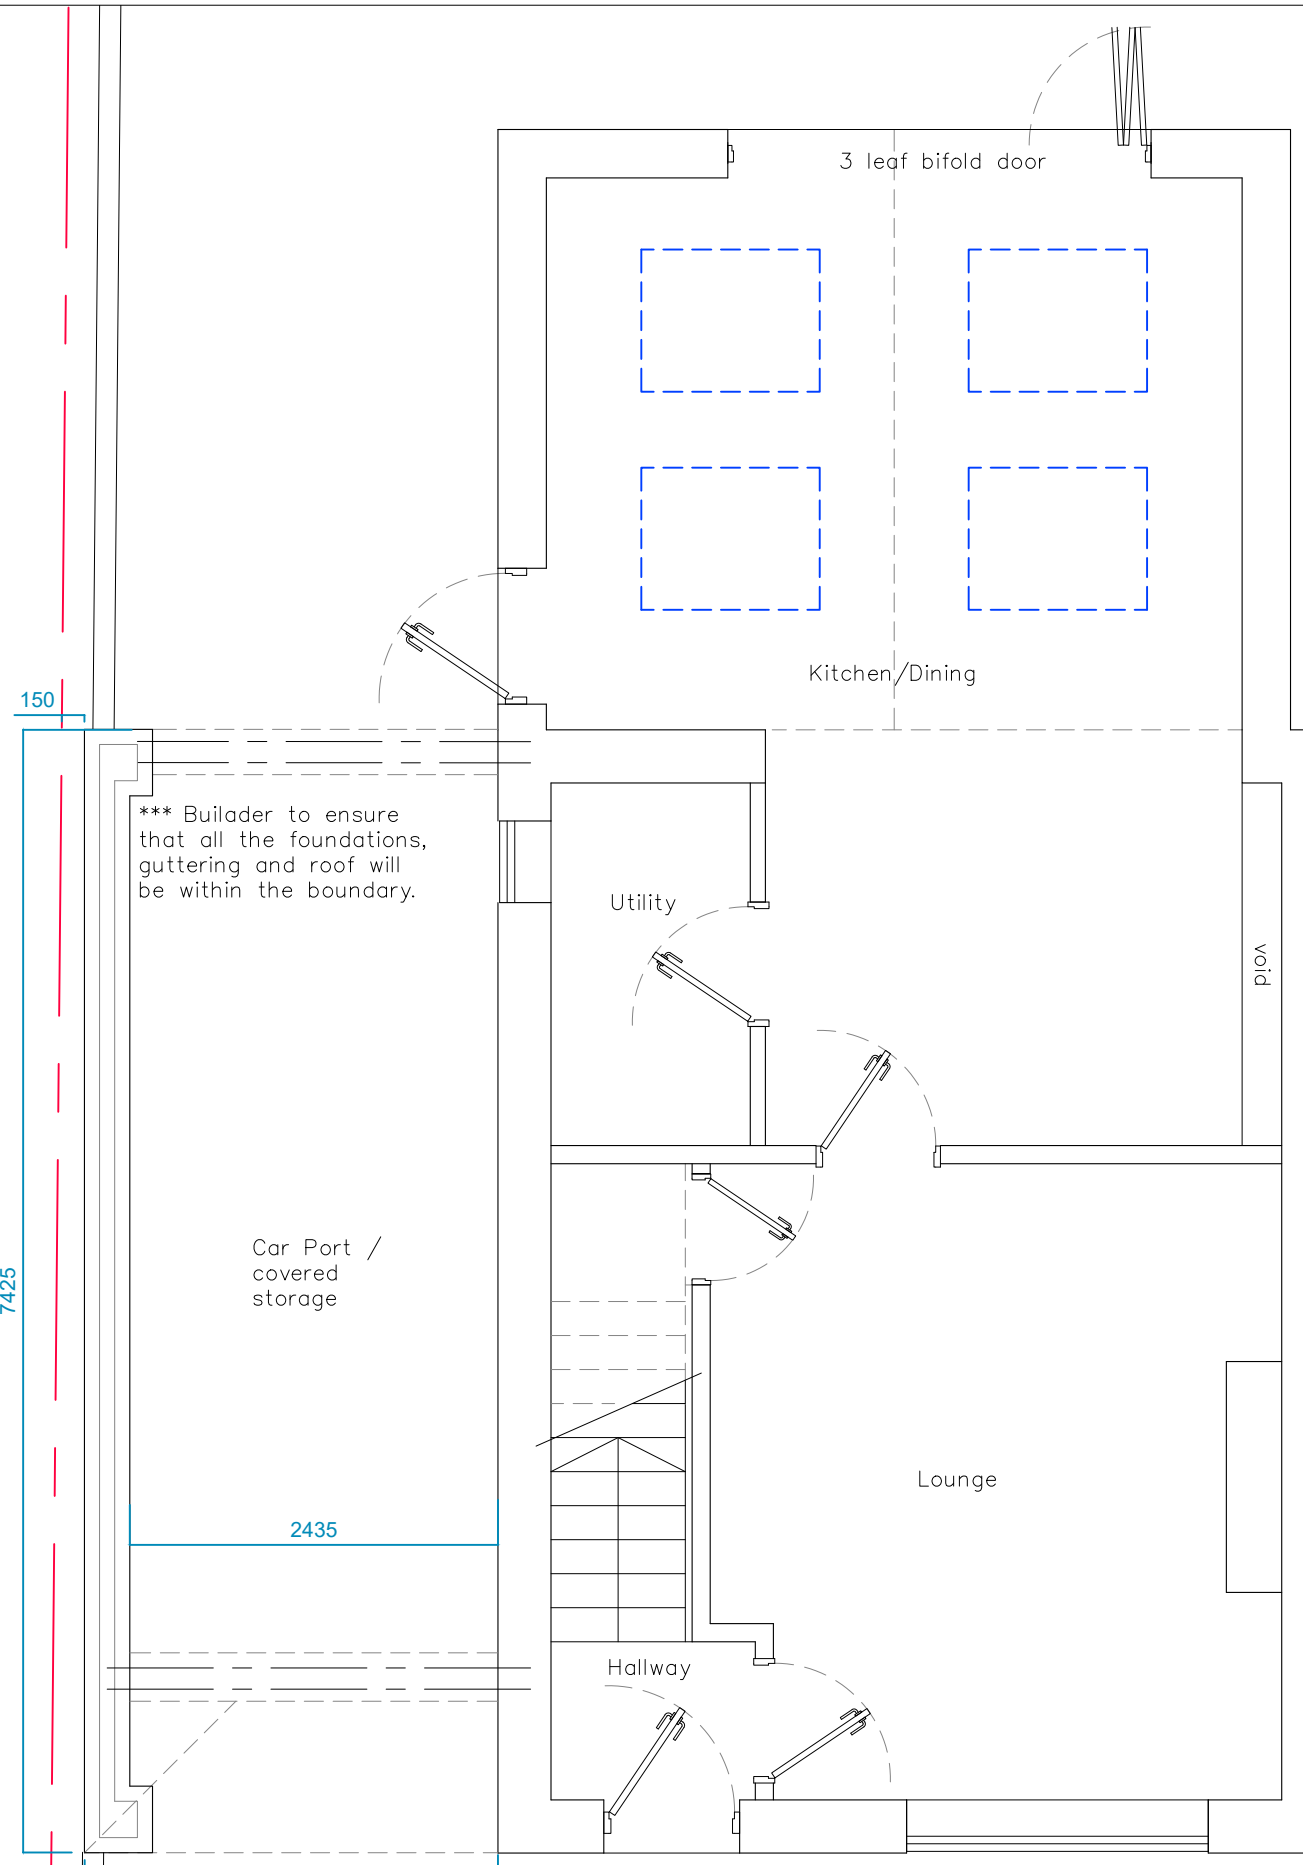 3 leaf bifold door
Kitchen/Dining
150
*** Builader to ensure
that all the foundations,
guttering and roof will
be within the boundary.
Utility
void
Car Port /
covered
storage
7425
Lounge
2435
Hallway